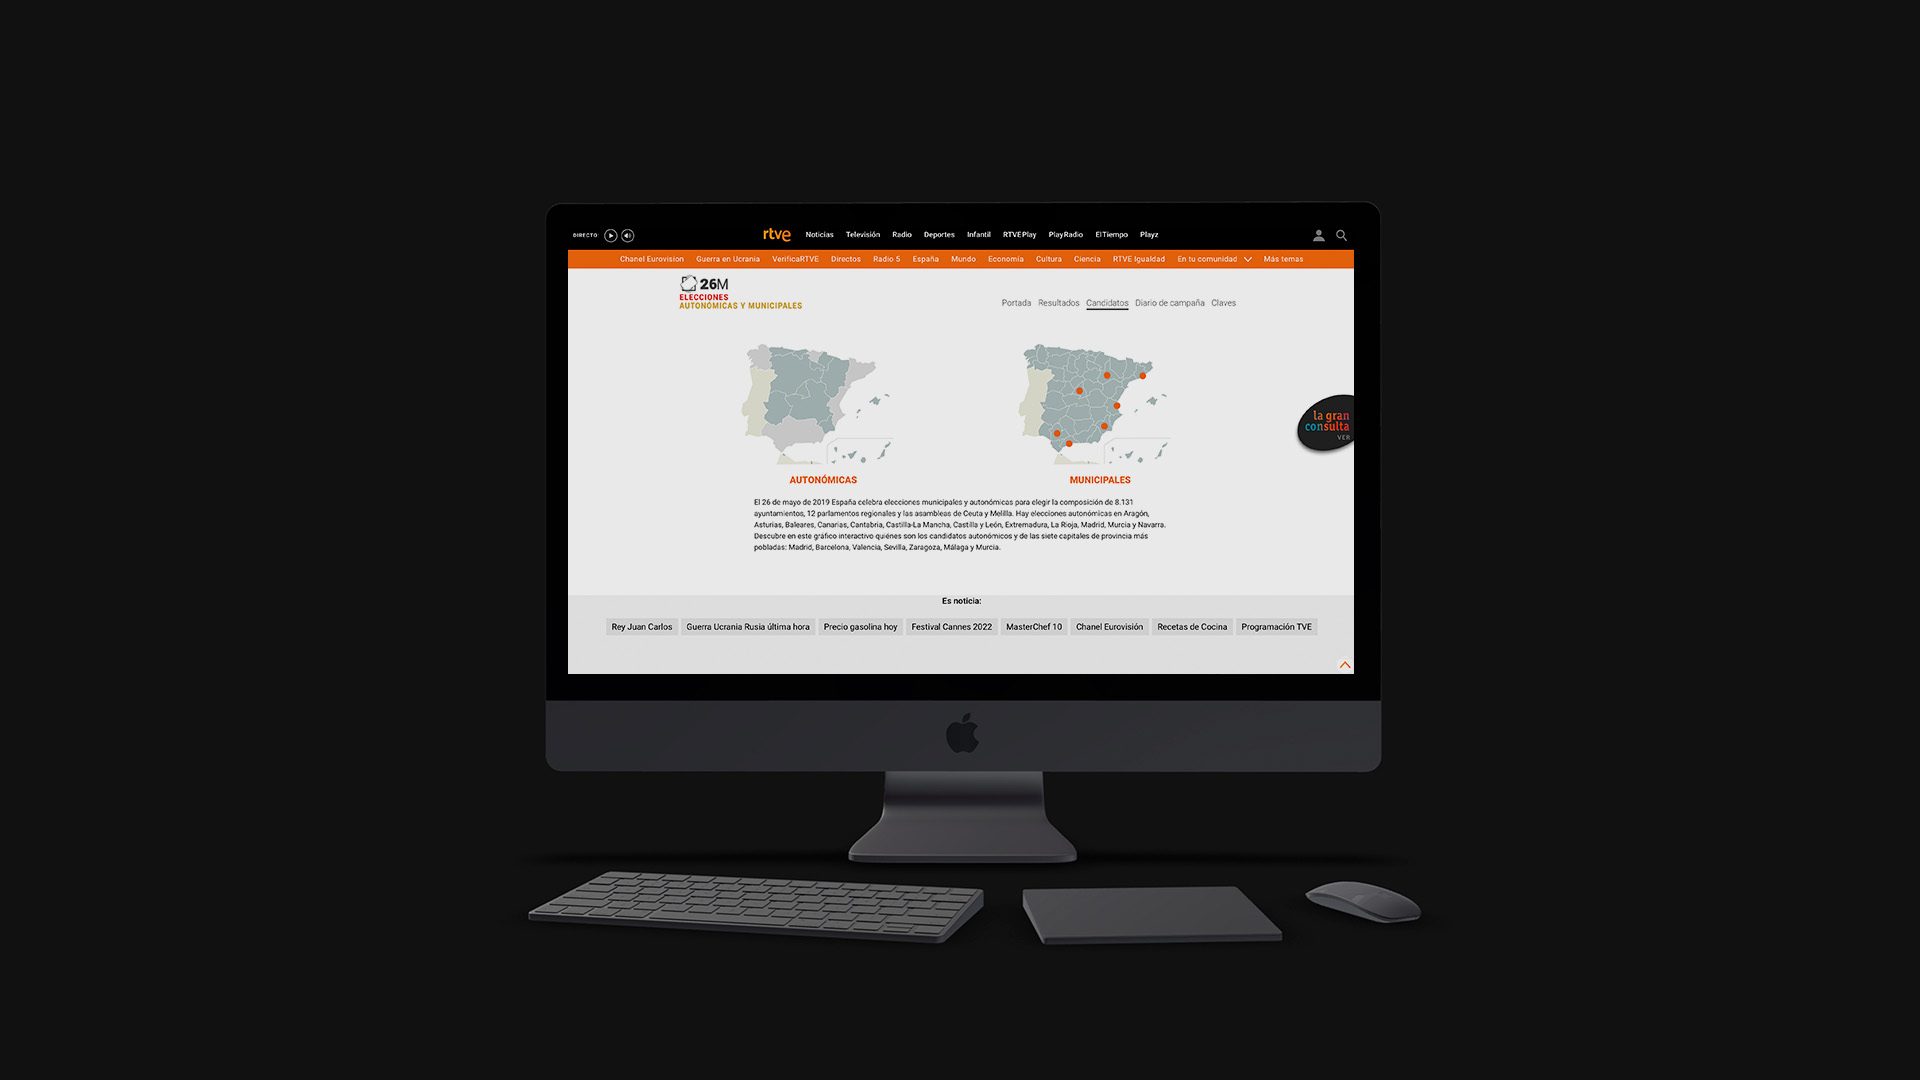 DIRECTO
rtve Noticias Televisión Radio Deportes Infantil RTVEPlay PlayRadio ElTiempo Playz
Chanel Eurovision Guerra en Ucrania VerificaRTVE Directos Radio 5 España Mundo Economía Cultura Ciencia RTVE Igualdad En tu comunidad Más temas
26M
ELECCIONES
AUTONÓMICAS Y MUNICIPALES
Portada Resultados Candidatos Diario de campaña Claves
la gran
consulta
VER
AUTONÓMICAS
MUNICIPALES
El 26 de mayo de 2019 España celebra elecciones municipales y autonómicas para elegir la composición de 8.131
ayuntamientos, 12 parlamentos regionales y las asambleas de Ceuta y Melilla. Hay elecciones autonómicas en Aragón,
Asturias, Baleares, Canarias, Cantabria, Castilla-La Mancha, Castilla y León, Extremadura, La Rioja, Madrid, Murcia y Navarra.
Descubre en este gráfico interactivo quiénes son los candidatos autonómicos y de las siete capitales de provincia más
pobladas: Madrid, Barcelona, Valencia, Sevilla, Zaragoza, Málaga y Murcia.
Es noticia:
Rey Juan Carlos Guerra Ucrania Rusia última hora Precio gasolina hoy Festival Cannes 2022 MasterChef 10 Chanel Eurovisión Recetas de Cocina Programación TVE